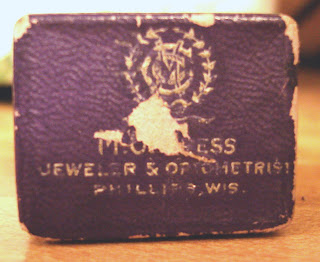 JEWELER & OPTOMETRIST
PHILLIPS, WIS.